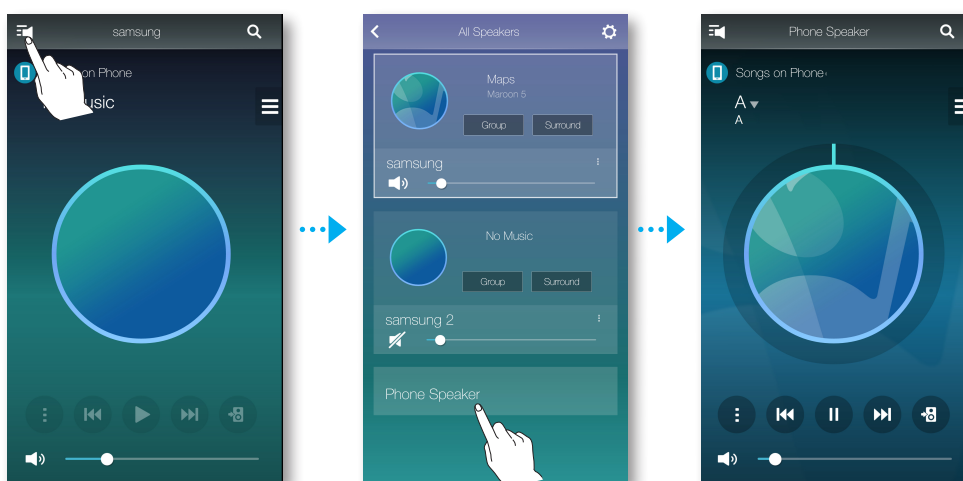 samsung
on Phone
usic
All Speakers
Maps
Maroon 5
Group
Surround
samsung
No Music
Group
Surround
samsung 2
Phone Speaker
Phone Speaker
Songs on Phone
A
A